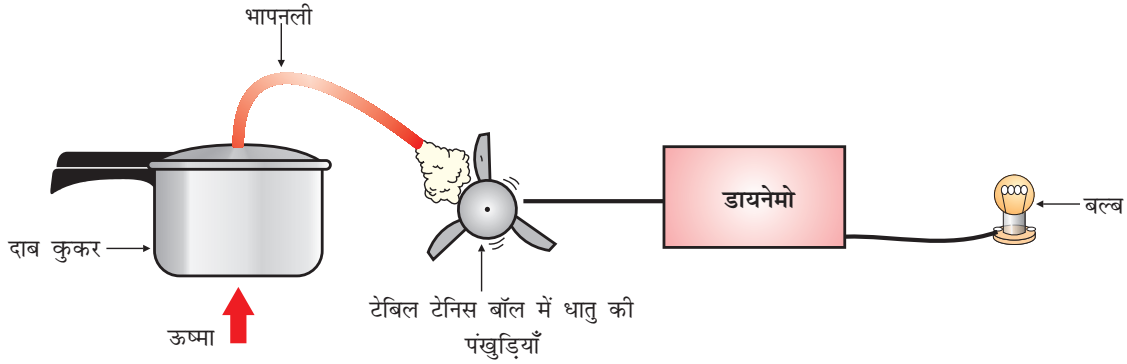 भापनली
डायनेमो
बल्ब
दाब कुकर
टेबिल टेनिस बॉल में धातु की
पंखुड़ियाँ
ऊष्मा